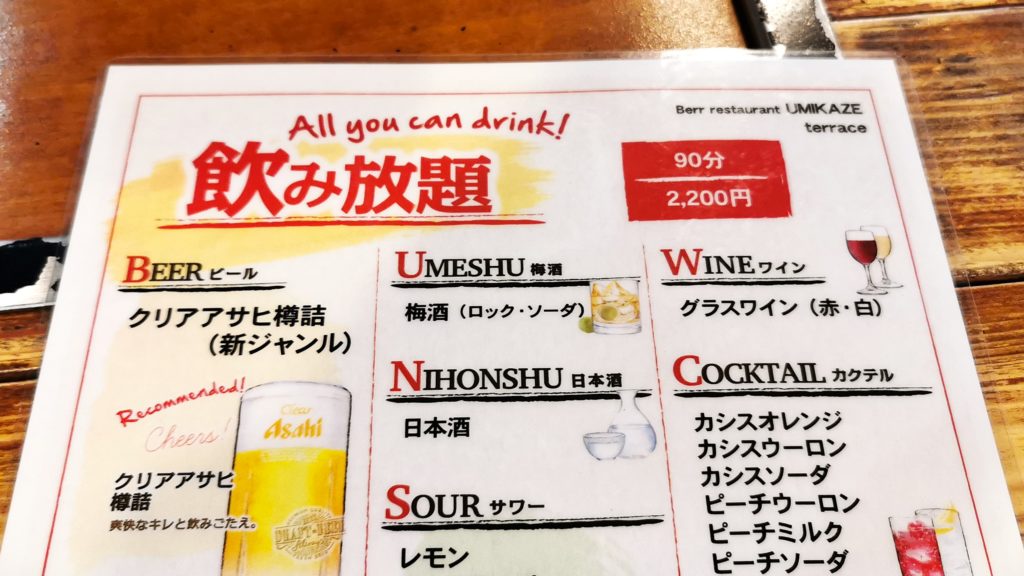 All you can drink!
飲み放題
Berr restaurant UMIKAZE
terrace
90分
2,200円
BEER ビール
クリアアサヒ樽詰
（新ジャンル）
Recommended!
Cheers!
Clear
Asahi
クリアアサヒ
樽詰
爽快なキレと飲みごたえ。
DRAFT-BEER
UMESHU 梅酒
梅酒（ロック・ソーダ）
NIHONSHU 日本酒
日本酒
SOUR サワー
レモン
WINE ワイン
グラスワイン（赤・白）
COCKTAIL カクテル
カシスオレンジ
カシスウーロン
カシスソーダ
ピーチウーロン
ピーチミルク
ピーチソーダ